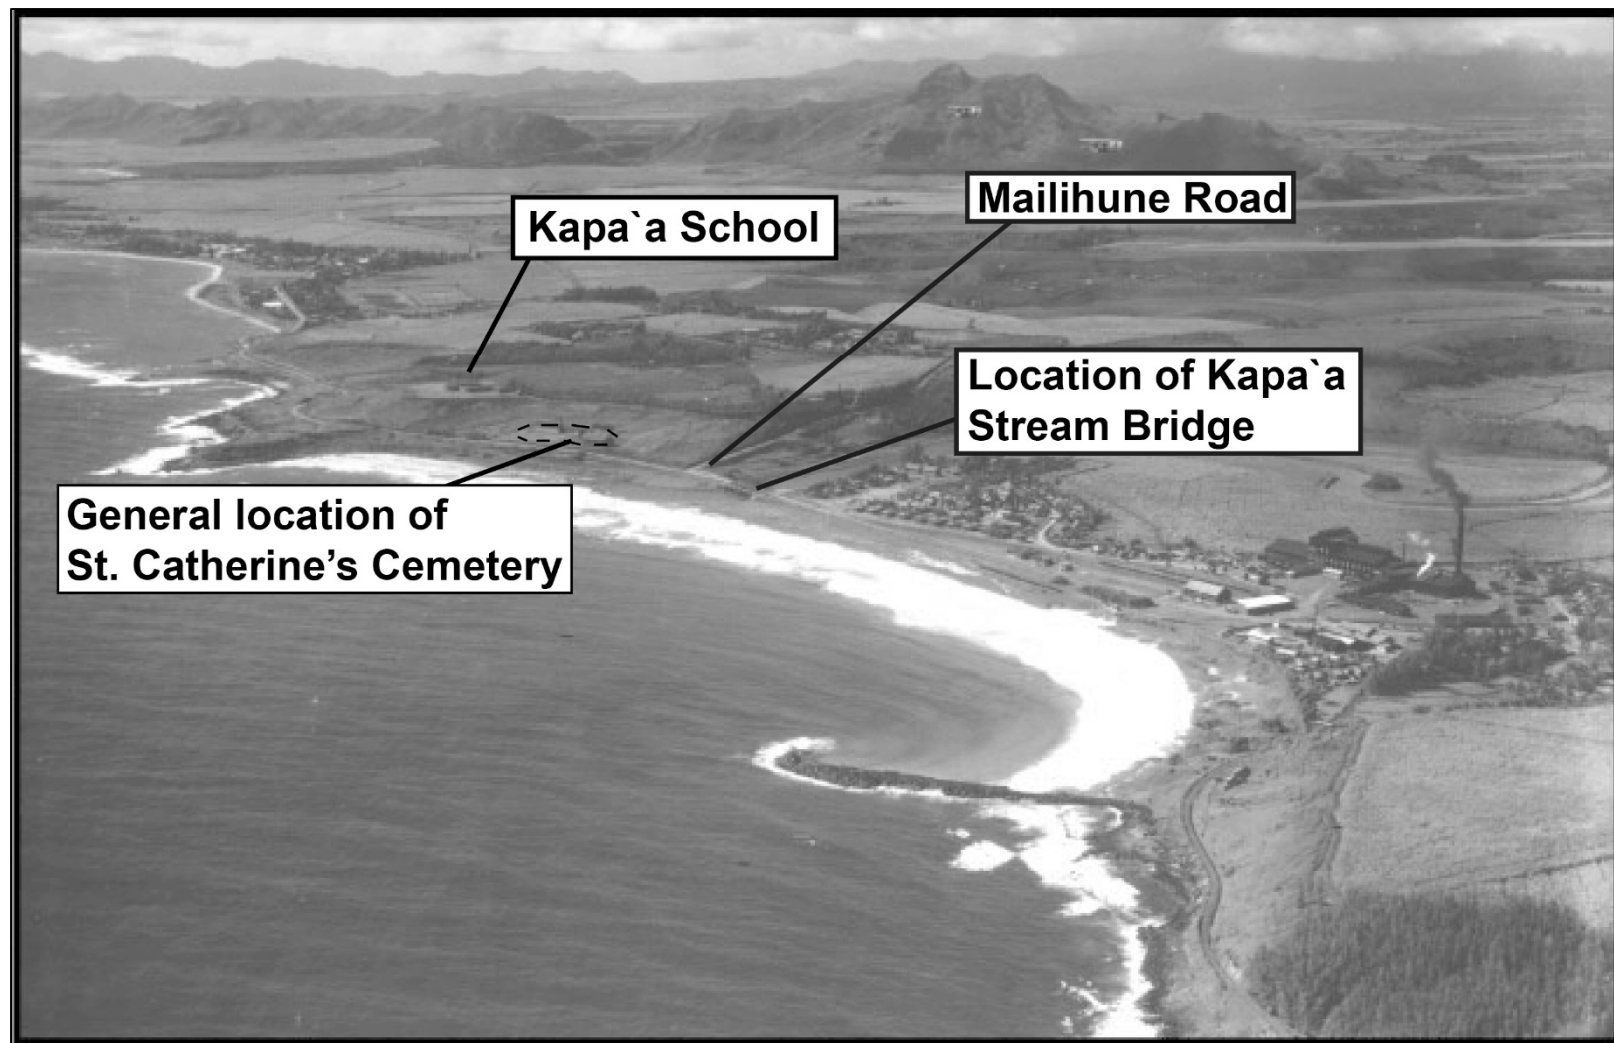 Mailihune Road
Kapa`a School
Location of Kapa`a
Stream Bridge
General location of
St. Catherine’s Cemetery